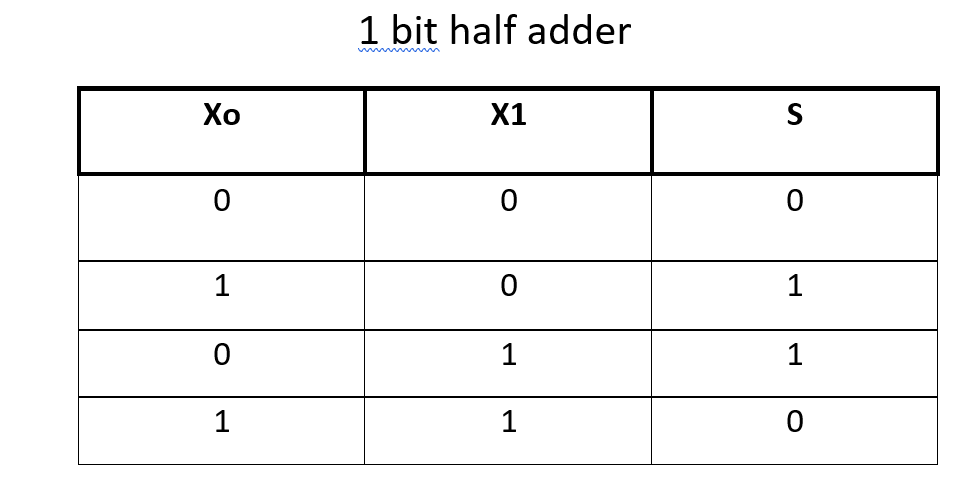 1 bit half adder
Xo X1 S
0 0 0
1 0 1
0 1 1
1 1 0